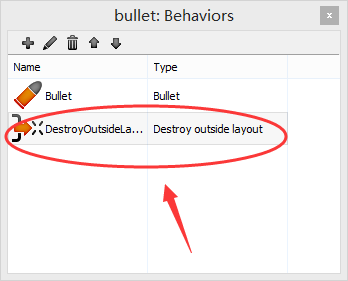 bullet: Behaviors
x
Name Type
Bullet Bullet
DestroyOutsideLa... Destroy outside layout